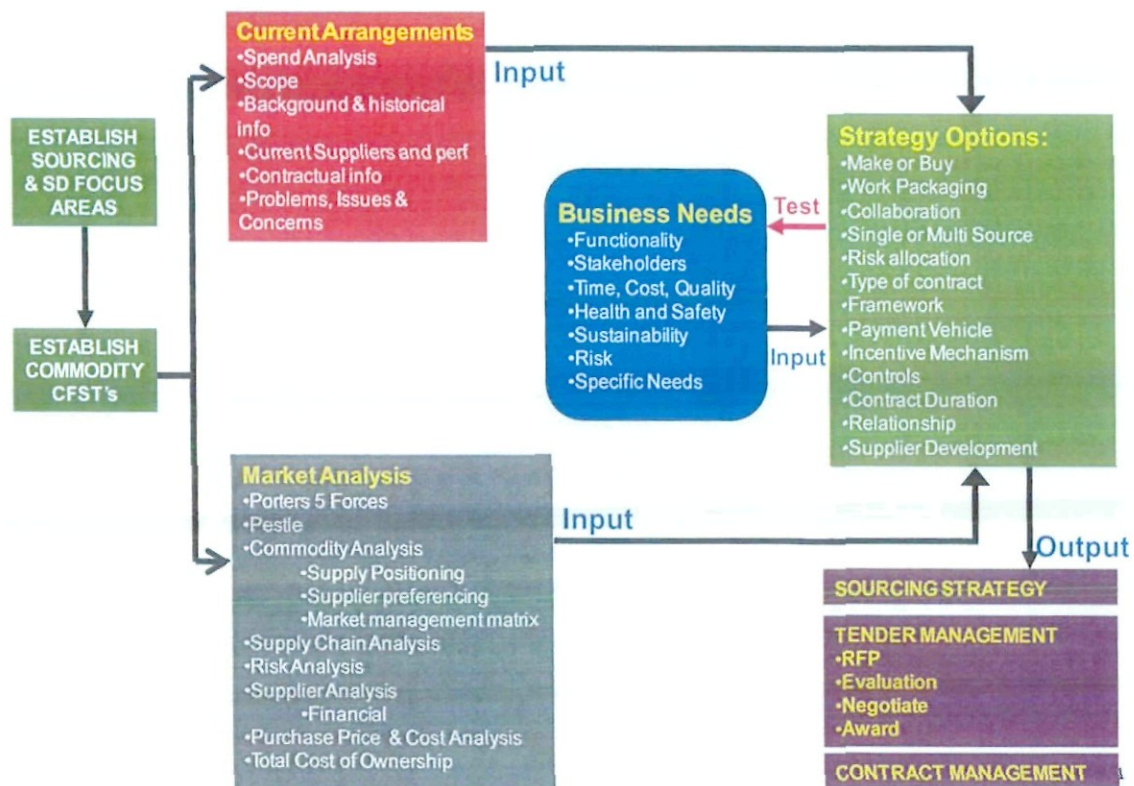 ESTABLISH
SOURCING
& SD FOCUS
AREAS
ESTABLISH
COMMODITY
CFST's
Current Arrangements
•Spend Analysis
•Scope
•Background & historical
info
•Current Suppliers and perf
•Contractual info
•Problems, Issues &
Concerns
Input
Market Analysis
•Porters 5 Forces
•Pestle
•Commodity Analysis
•Supply Positioning
•Supplier preferencing
•Market management matrix
•Supply Chain Analysis
•Risk Analysis
•Supplier Analysis
•Financial
•Purchase Price & Cost Analysis
•Total Cost of Ownership
Input
Business Needs
•Functionality
•Stakeholders
•Time, Cost, Quality
•Health and Safety
•Sustainability
•Risk
•Specific Needs
Test
Input
Strategy Options:
•Make or Buy
•Work Packaging
•Collaboration
•Single or Multi Source
•Risk allocation
•Type of contract
•Framework
•Payment Vehicle
•Incentive Mechanism
•Controls
•Contract Duration
•Relationship
•Supplier Development
Output
SOURCING STRATEGY
TENDER MANAGEMENT
•RFP
•Evaluation
•Negotiate
•Award
CONTRACT MANAGEMENT